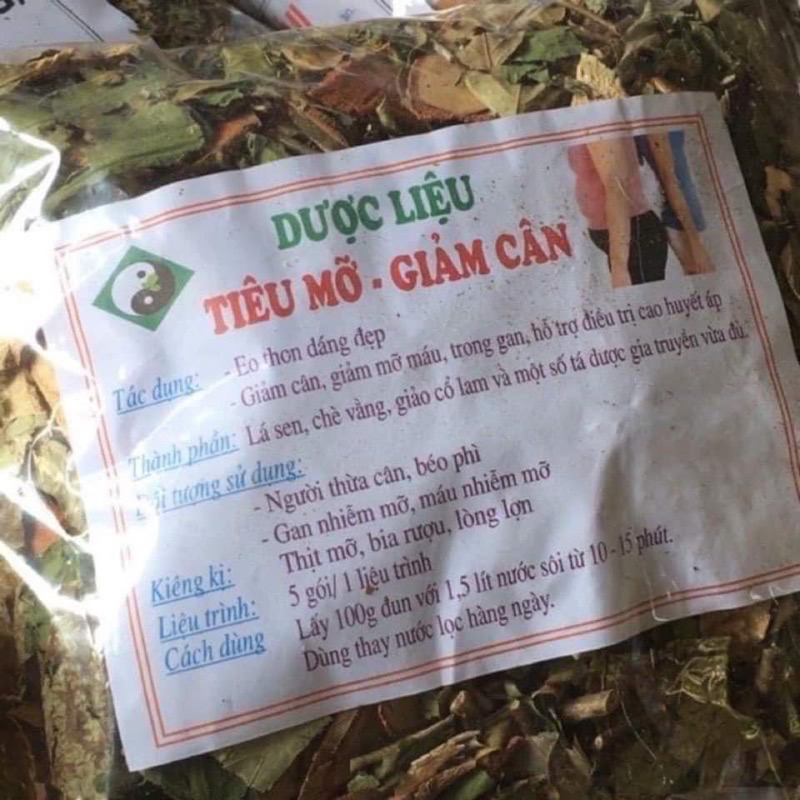 DƯỢC LIỆU
TIÊU MỠ - GIẢM CÂN
Tác dụng: - Eo thon dáng đẹp
- Giảm cân, giảm mỡ máu, trong gan, hỗ trợ điều trị cao huyết áp
Thành phần: Lá sen, chè vằng, giảo cổ lam và một số tá dược gia truyền vừa đủ.
Đối tượng sử dụng:
- Người thừa cân, béo phì
- Gan nhiễm mỡ, máu nhiễm mỡ
Kiêng kị: Thịt mỡ, bia rượu, lòng lợn
Liệu trình: 5 gói/ 1 liệu trình
Cách dùng Lấy 100g đun với 1,5 lít nước sôi từ 10 - 15 phút.
Dùng thay nước lọc hàng ngày.